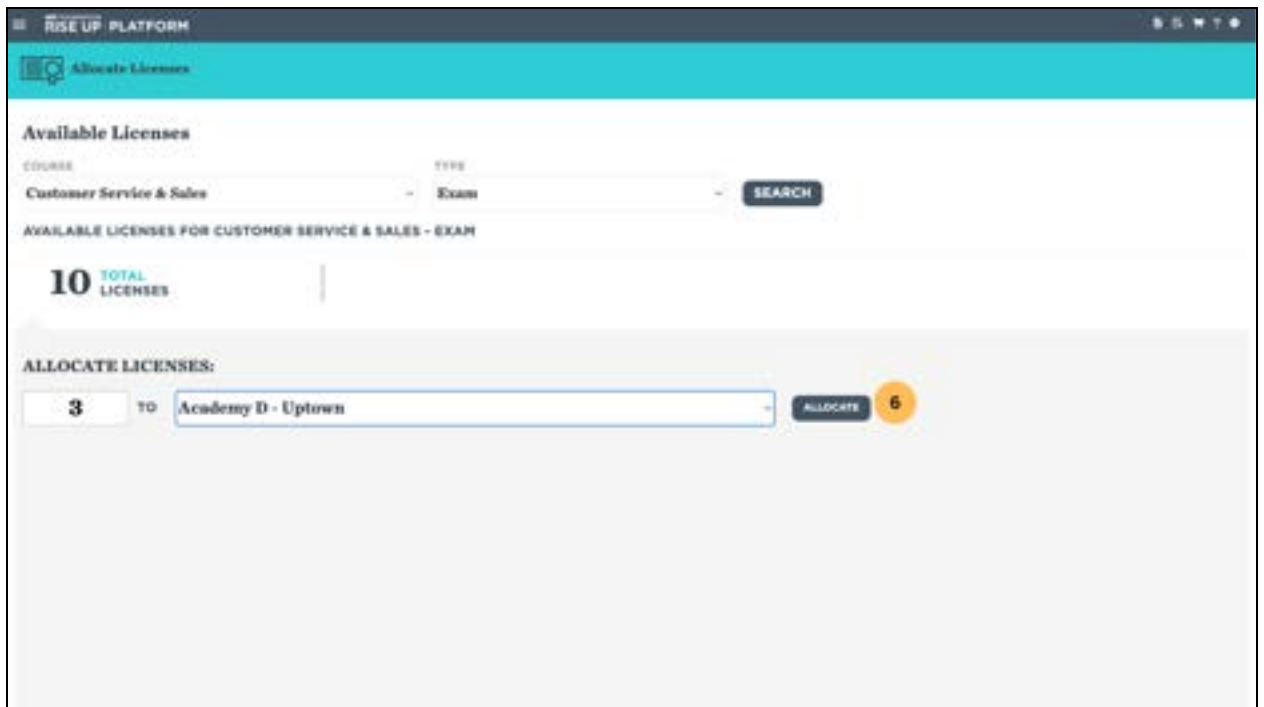 RISE UP PLATFORM
Allocate Licenses
Available Licenses
COURSE TYPE
Customer Service & Sales Exam SEARCH
AVAILABLE LICENSES FOR CUSTOMER SERVICE & SALES - EXAM
10 TOTAL LICENSES
ALLOCATE LICENSES:
3 TO Academy D - Uptown ALLOCATE 6